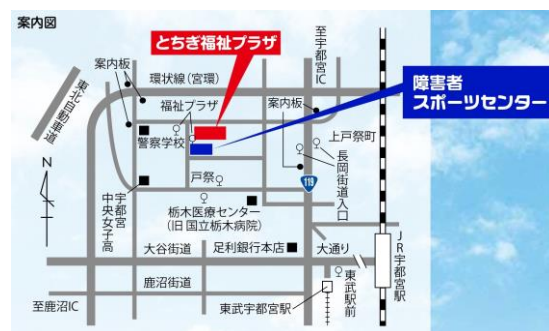 案内図
とちぎ福祉プラザ
至宇都宮IC
案内板
環状線(宮環)
障害者
スポーツセンター
東北自動車道
福祉プラザ
案内板
警察学校
上戸祭町
N
戸祭
長岡街道入口
119
宇都宮
中央女子高
栃木医療センター
(旧 国立栃木病院)
大谷街道
足利銀行本店
大通り
JR宇都宮駅
鹿沼街道
東武駅前
至鹿沼IC
東武宇都宮駅